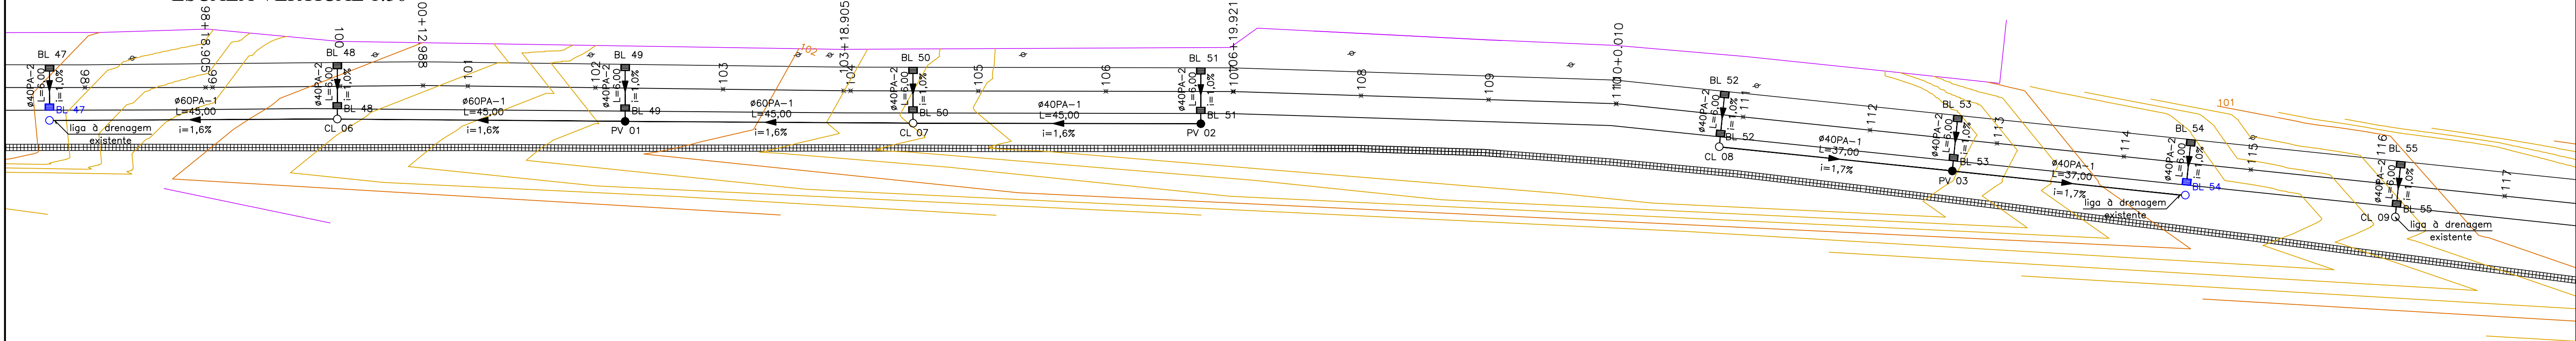 BL 47
ø40PA-2
L=6,00
i=1,0%
BL 47
liga à drenagem
existente
98
98+18.905
99
ø60PA-1
L=45,00
i=1,6%
BL 48
100
ø40PA-2
L=6,00
i=1,0%
BL 48
CL 06
101
ø60PA-1
L=45,00
i=1,6%
BL 49
102
ø40PA-2
L=6,00
i=1,0%
BL 49
PV 01
103
102
ø60PA-1
L=45,00
i=1,6%
103+18.905
104
BL 50
ø40PA-2
L=6,00
i=1,0%
BL 50
CL 07
105
ø40PA-1
L=45,00
i=1,6%
106
BL 51
ø40PA-2
L=6,00
i=1,0%
BL 51
PV 02
106+19.921
107
108
109
110+0.010
110
BL 52
ø40PA-2
L=6,00
i=1,0%
111
BL 52
CL 08
ø40PA-1
L=37,00
i=1,7%
112
BL 53
ø40PA-2
L=6,00
i=1,0%
113
BL 53
PV 03
ø40PA-1
L=37,00
i=1,7%
114
BL 54
ø40PA-2
L=6,00
i=1,0%
BL 54
liga à drenagem
existente
101
115
116
BL 55
ø40PA-2
L=6,00
i=1,0%
BL 55
CL 09
liga à drenagem
existente
117